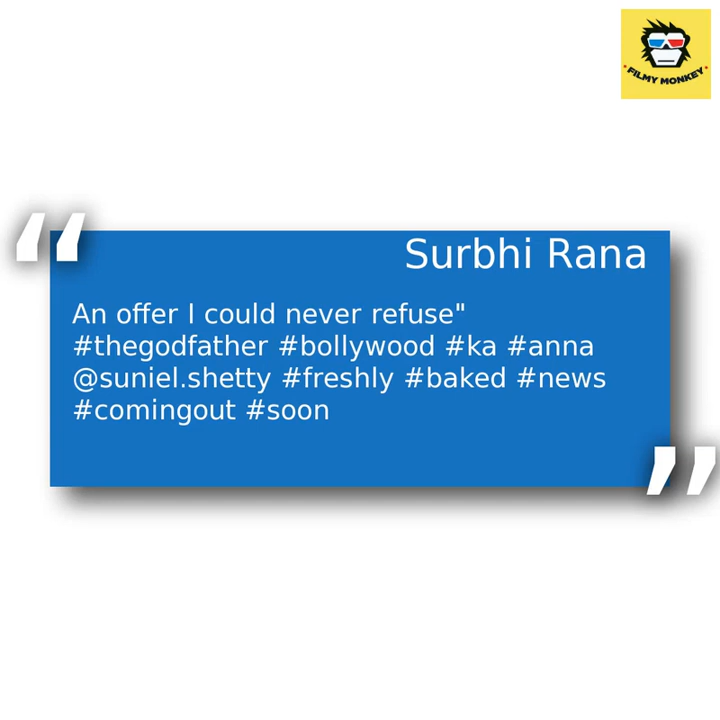 FILMY MONKEY
“
Surbhi Rana
An offer I could never refuse"
#thegodfather #bollywood #ka #anna
@suniel.shetty #freshly #baked #news
#comingout #soon
”